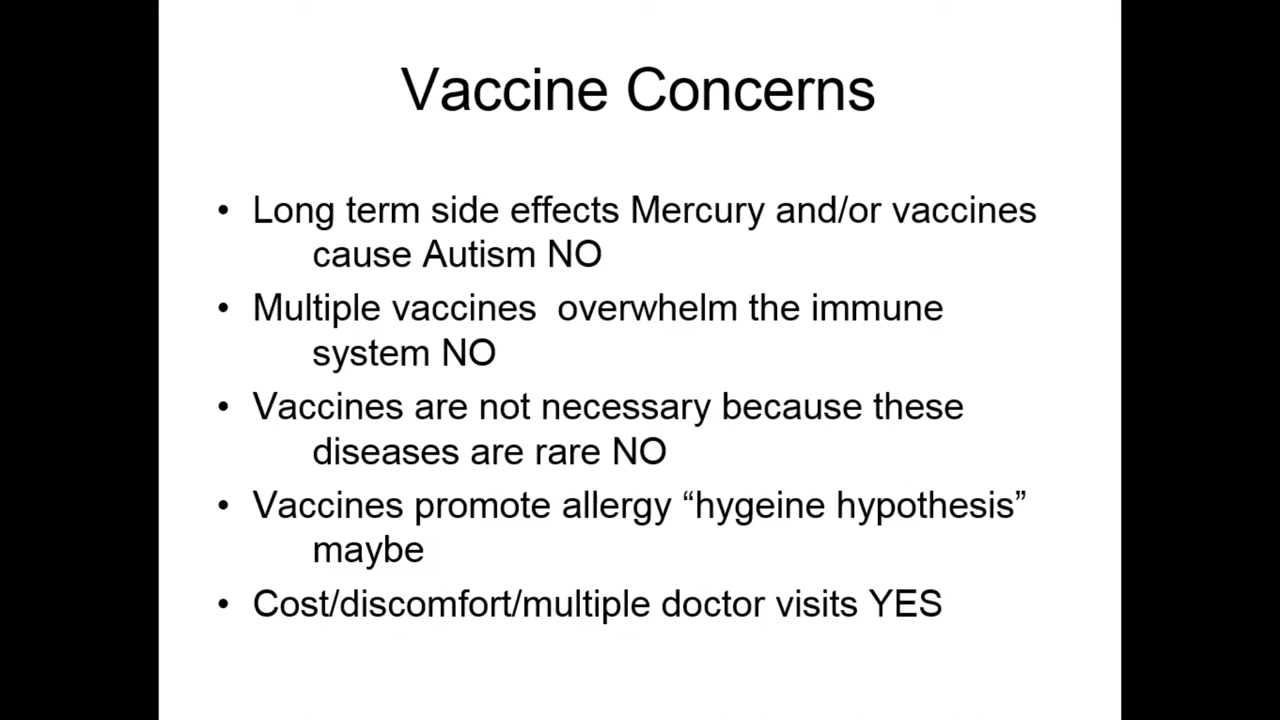 Vaccine Concerns
• Long term side effects Mercury and/or vaccines
cause Autism NO
• Multiple vaccines  overwhelm the immune
system NO
• Vaccines are not necessary because these
diseases are rare NO
• Vaccines promote allergy “hygeine hypothesis”
maybe
• Cost/discomfort/multiple doctor visits YES